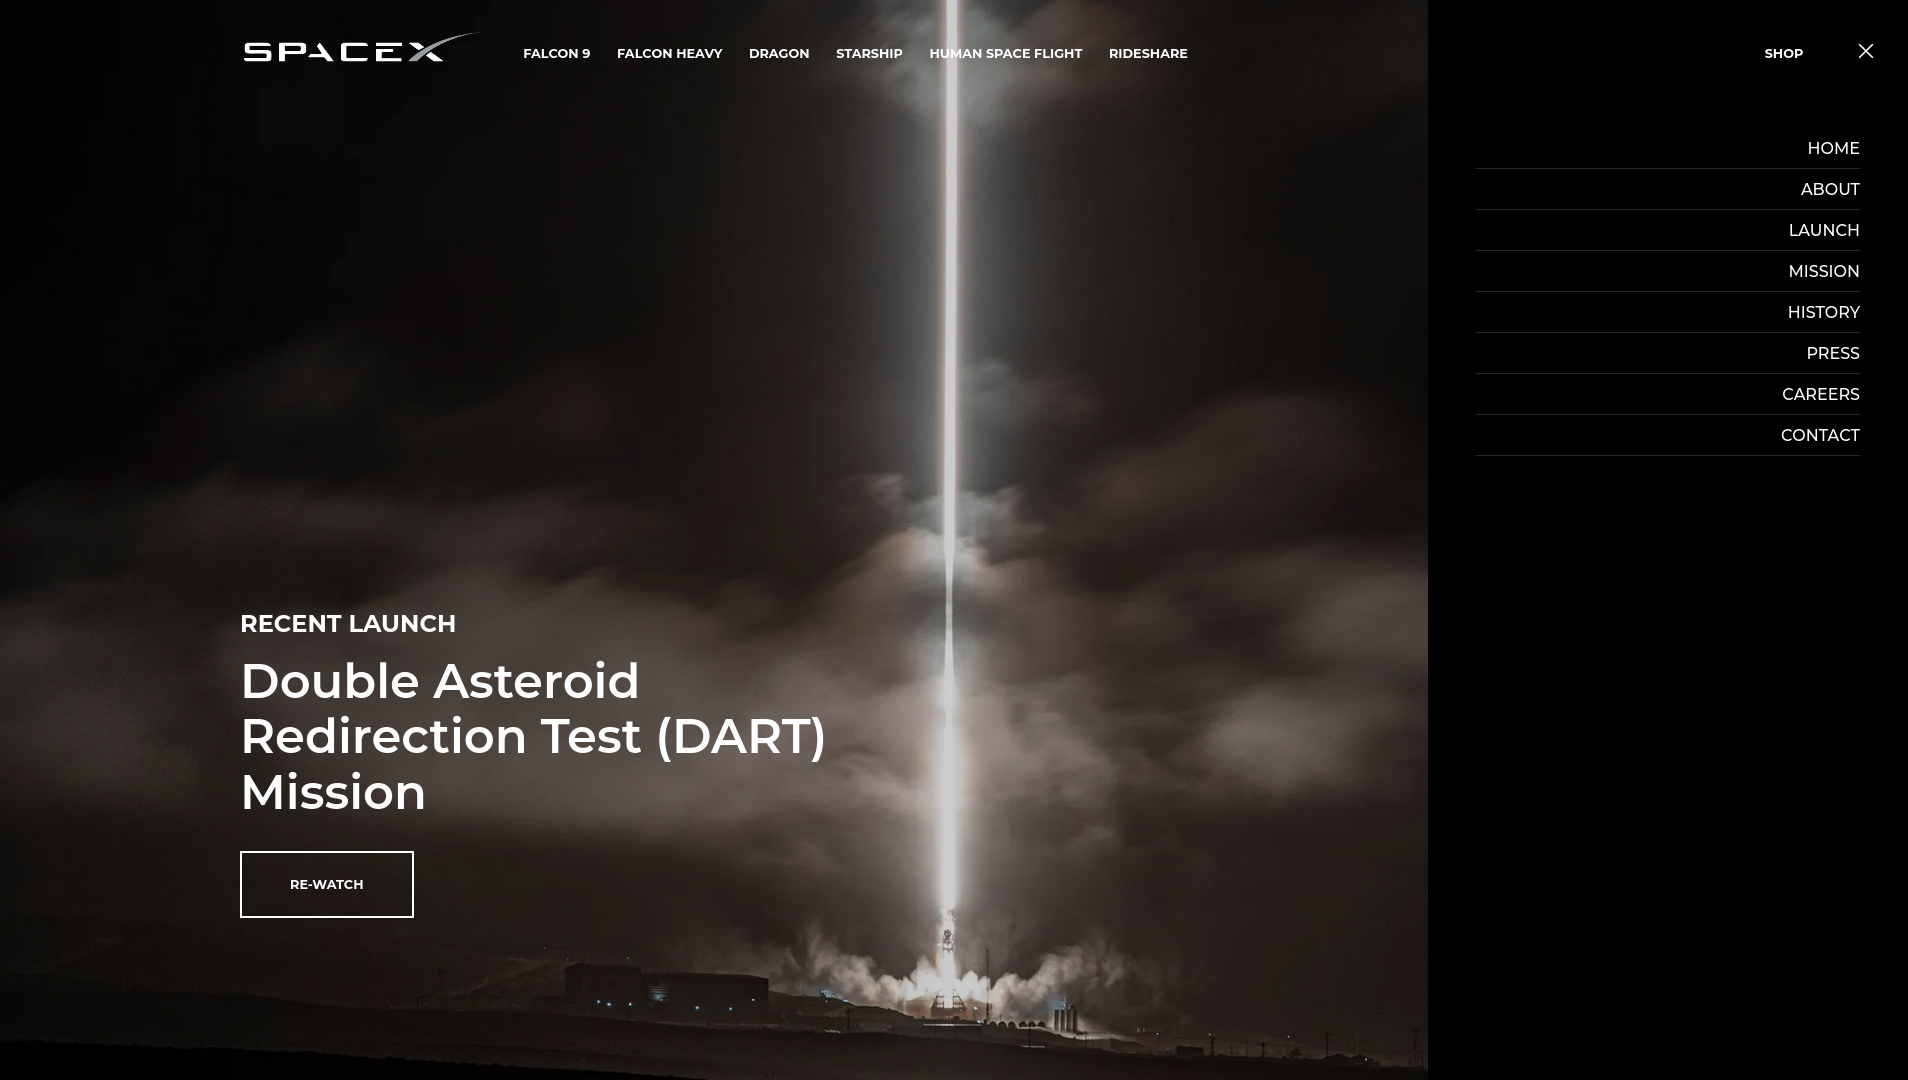 SPACEX
FALCON 9 FALCON HEAVY DRAGON STARSHIP HUMAN SPACE FLIGHT RIDESHARE SHOP
HOME
ABOUT
LAUNCH
MISSION
HISTORY
PRESS
CAREERS
CONTACT
RECENT LAUNCH
Double Asteroid
Redirection Test (DART)
Mission
RE-WATCH